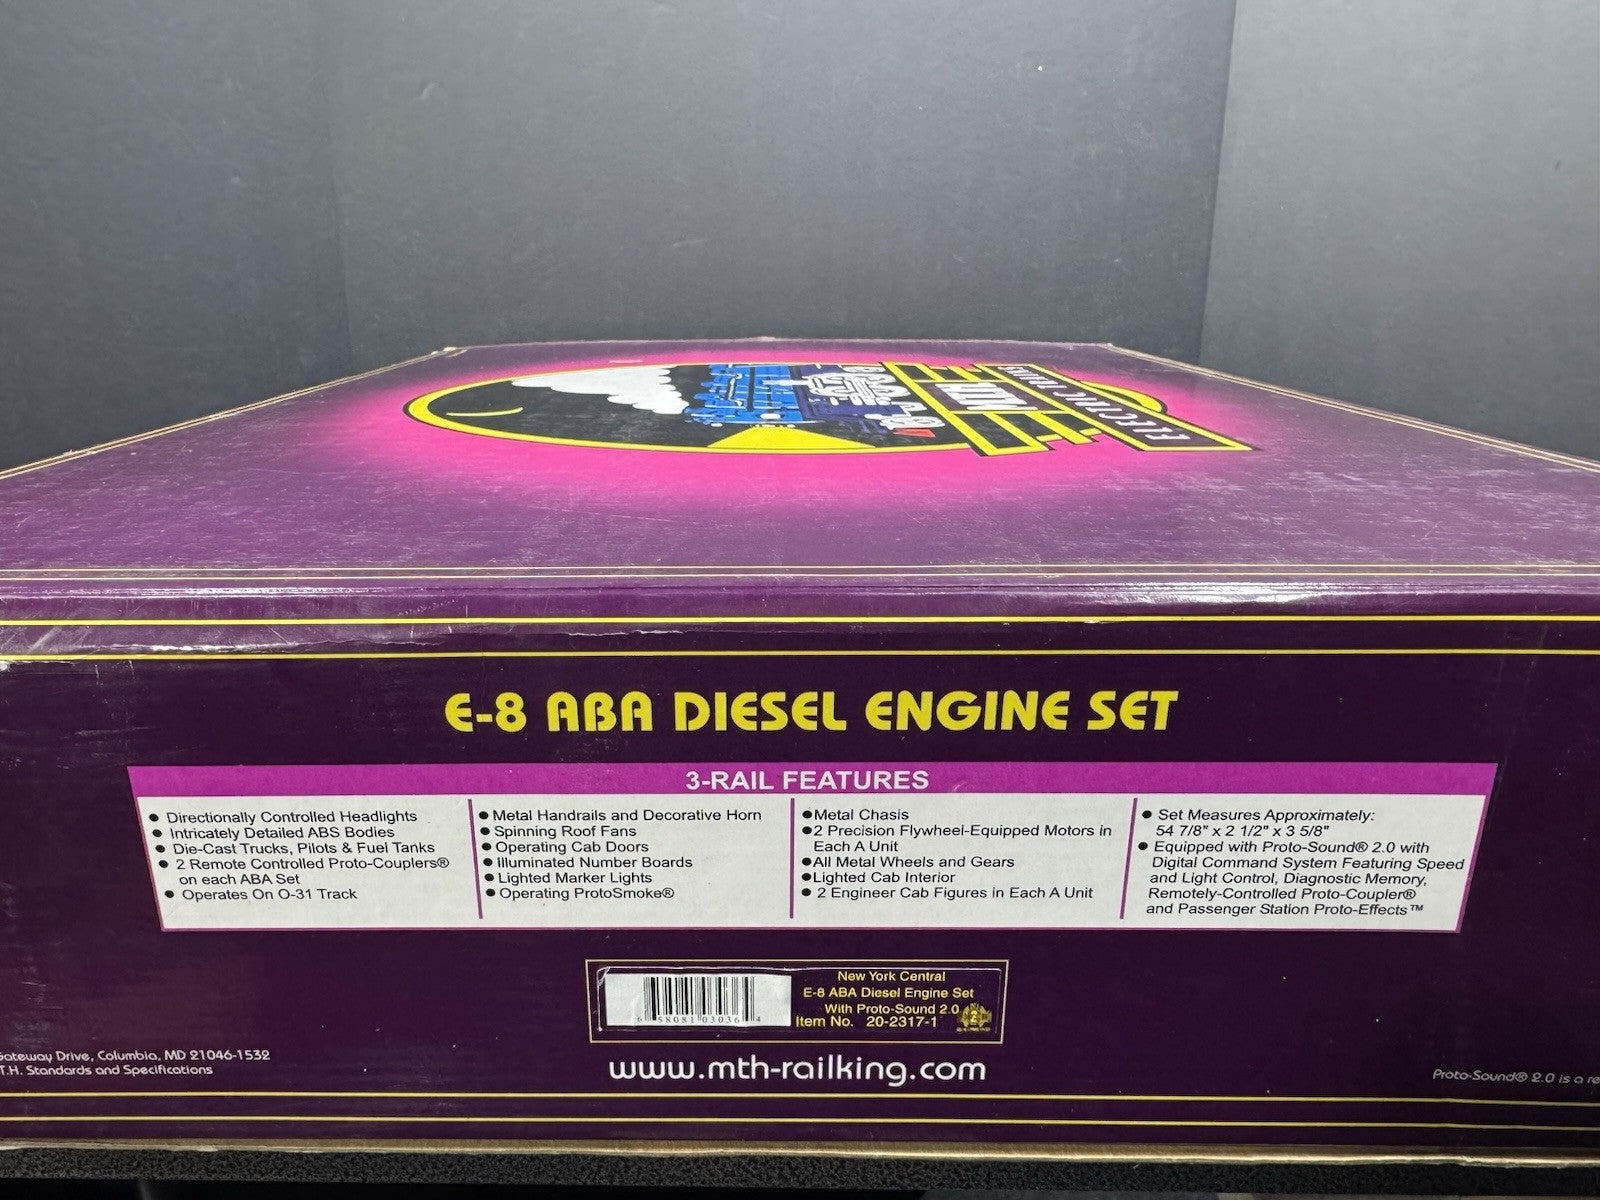 ELECTRIC TRAINS
MTH
E-8 ABA DIESEL ENGINE SET
3-RAIL FEATURES
● Directionally Controlled Headlights
● Intricately Detailed ABS Bodies
● Die-Cast Trucks, Pilots & Fuel Tanks
● 2 Remote Controlled Proto-Couplers®
on each ABA Set
● Operates On O-31 Track
● Metal Handrails and Decorative Horn
● Spinning Roof Fans
● Operating Cab Doors
● Illuminated Number Boards
● Lighted Marker Lights
● Operating ProtoSmoke®
● Metal Chasis
● 2 Precision Flywheel-Equipped Motors in
Each A Unit
● All Metal Wheels and Gears
● Lighted Cab Interior
● 2 Engineer Cab Figures in Each A Unit
● Set Measures Approximately:
54 7/8" x 2 1/2" x 3 5/8"
● Equipped with Proto-Sound® 2.0 with
Digital Command System Featuring Speed
and Light Control, Diagnostic Memory,
Remotely-Controlled Proto-Coupler®
and Passenger Station Proto-Effects™
New York Central
E-8 ABA Diesel Engine Set
With Proto-Sound 2.0
Item No. 20-2317-1
6 58081 03036 4
Gateway Drive, Columbia, MD 21046-1532
T.H. Standards and Specifications
www.mth-railking.com
Proto-Sound® 2.0 is a re